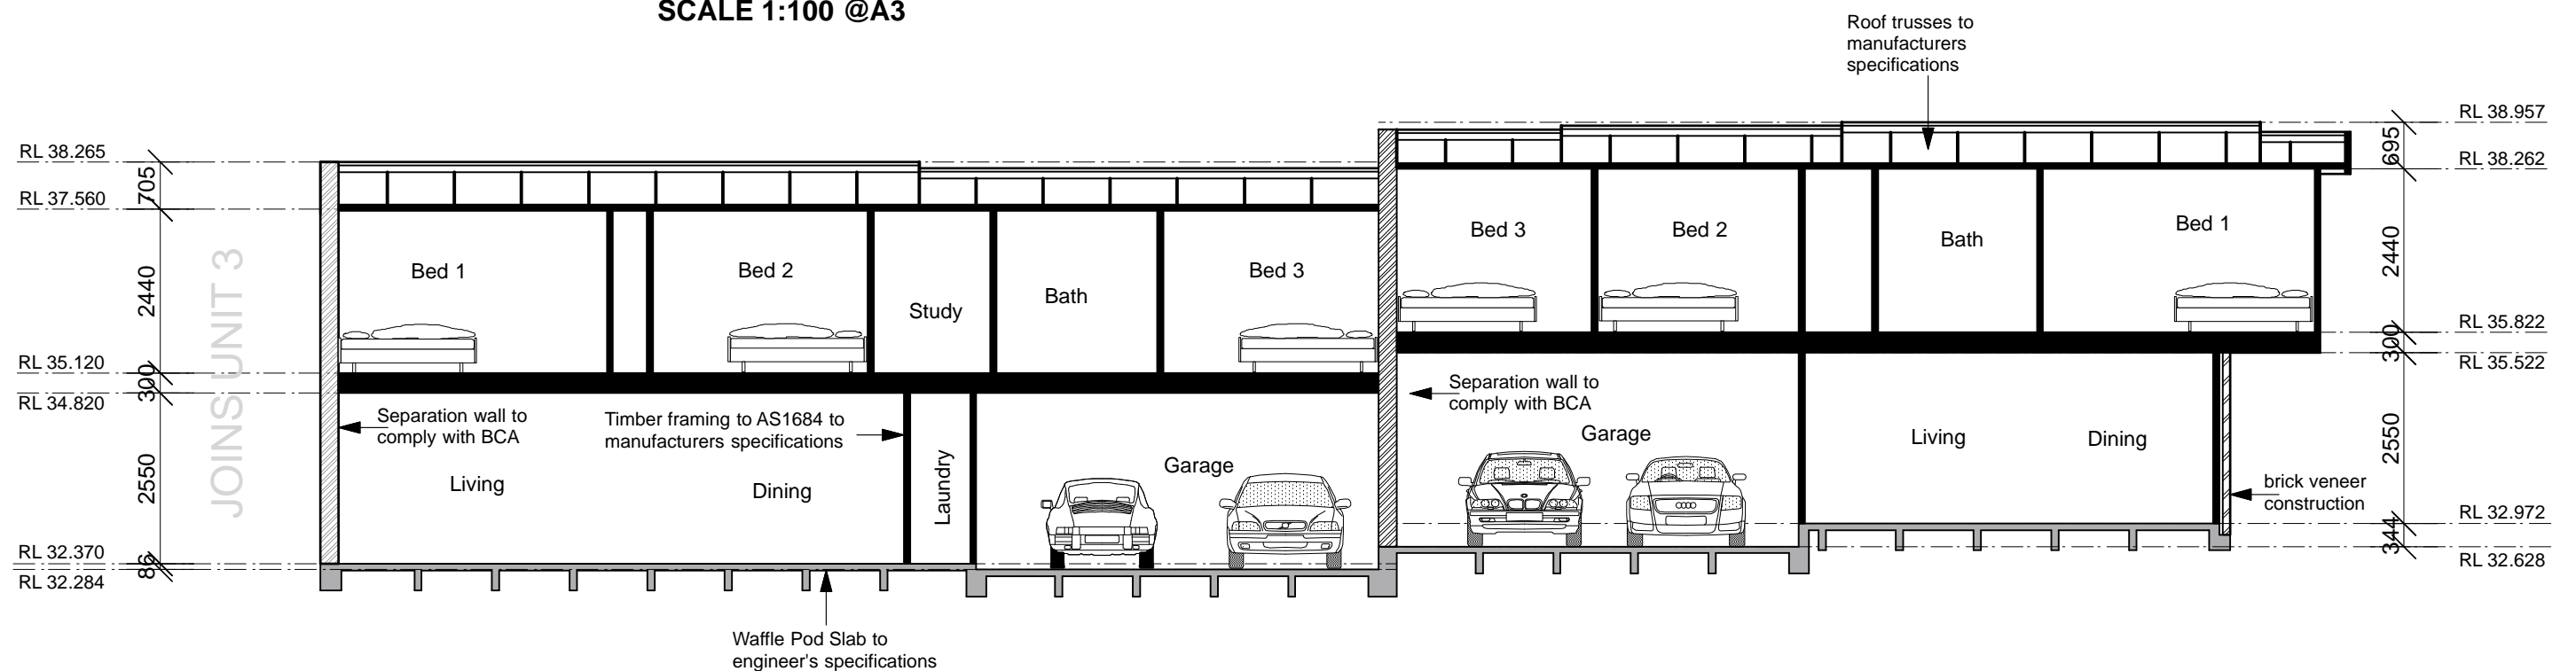 SCALE 1:100 @A3
Roof trusses to
manufacturers
specifications
RL 38.265
RL 37.560
RL 35.120
RL 34.820
RL 32.370
RL 32.284
705
2440
300
2550
86
JOINS UNIT 3
Bed 1
Bed 2
Study
Bath
Bed 3
Separation wall to
comply with BCA
Timber framing to AS1684 to
manufacturers specifications
Living
Dining
Laundry
Garage
Waffle Pod Slab to
engineer's specifications
Bed 3
Bed 2
Bath
Bed 1
Separation wall to
comply with BCA
Garage
Living
Dining
brick veneer
construction
695
2440
300
2550
344
RL 38.957
RL 38.262
RL 35.822
RL 35.522
RL 32.972
RL 32.628